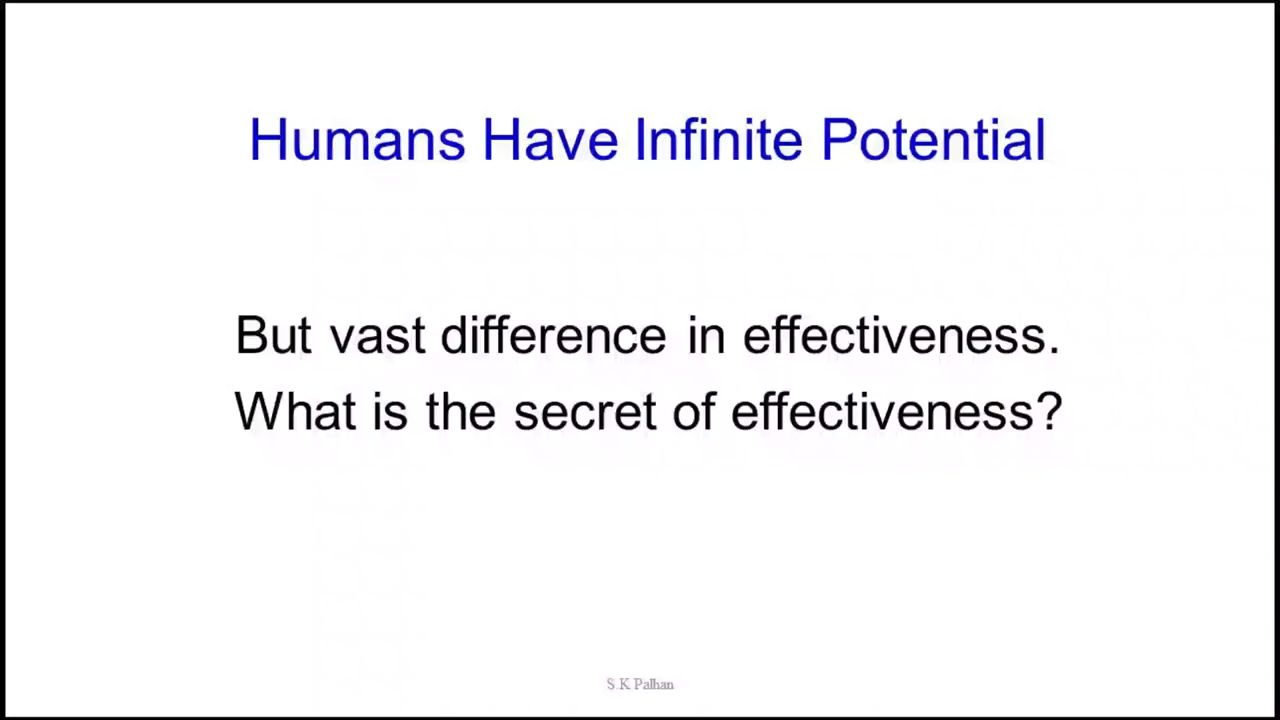 Humans Have Infinite Potential
But vast difference in effectiveness.
What is the secret of effectiveness?
S.K Palhan